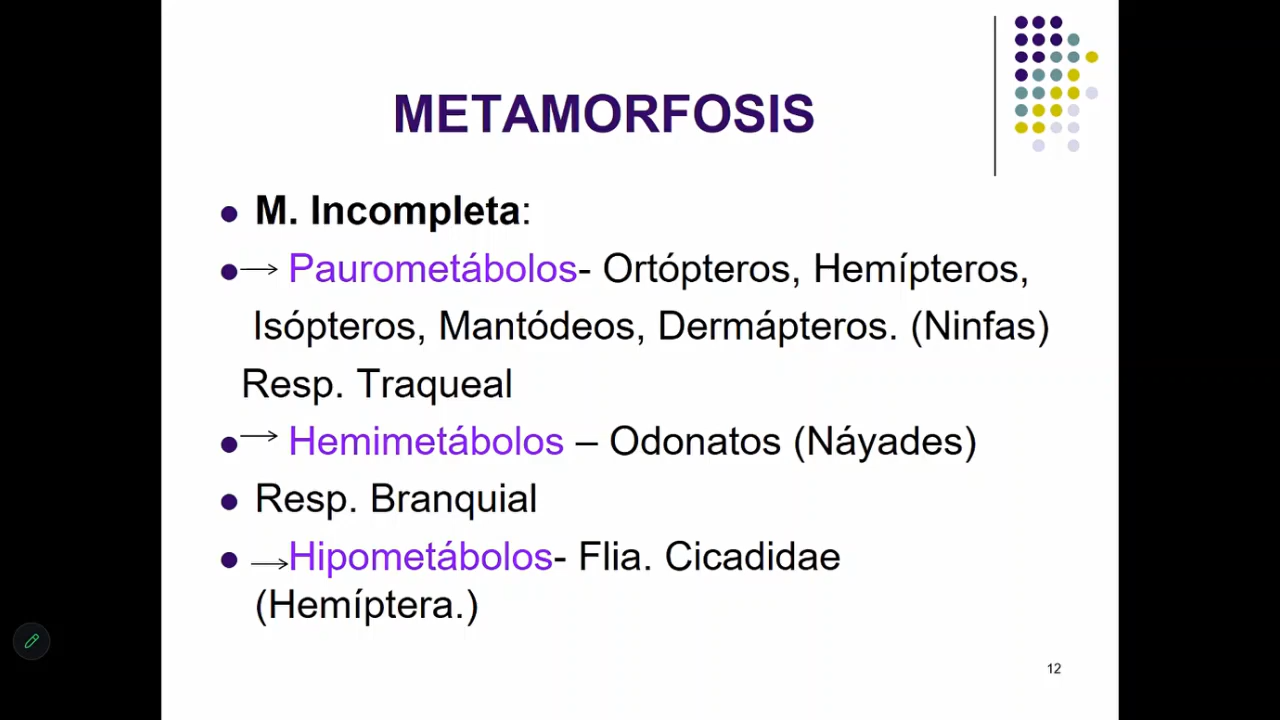 METAMORFOSIS
M. Incompleta:
Paurometábolos- Ortópteros, Hemípteros,
Isópteros, Mantódeos, Dermápteros. (Ninfas)
Resp. Traqueal
Hemimetábolos – Odonatos (Náyades)
Resp. Branquial
Hipometábolos- Flia. Cicadidae
(Hemíptera.)
12